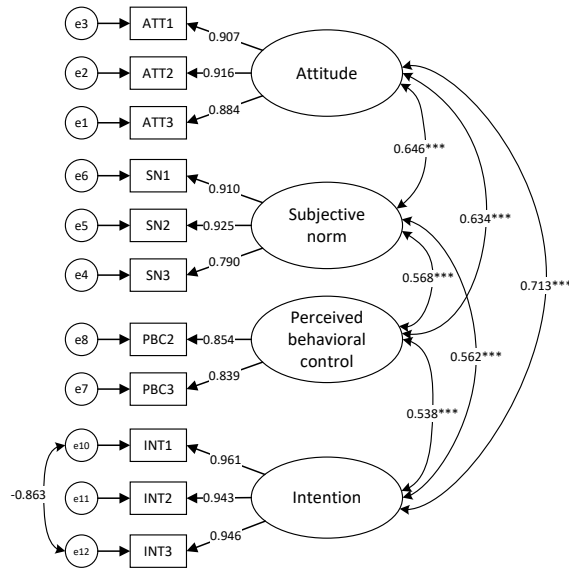 e3
ATT1
0.907
e2
ATT2
0.916
Attitude
e1
ATT3
0.884
0.646***
e6
SN1
0.910
e5
SN2
0.925
Subjective
norm
0.634***
e4
SN3
0.790
0.568***
0.713***
e8
PBC2
0.854
Perceived
behavioral
control
0.562***
e7
PBC3
0.839
0.538***
e10
INT1
0.961
-0.863
e11
INT2
0.943
Intention
e12
INT3
0.946